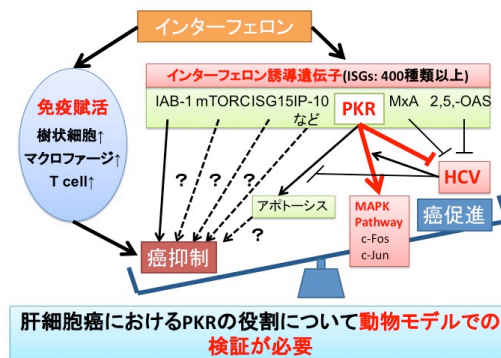 インターフェロン
インターフェロン誘導遺伝子(ISGs: 400種類以上)
免疫賦活
樹状細胞↑
マクロファージ↑
T cell↑
IAB-1 mTORC ISG15 IP-10 など PKR MxA 2,5,-OAS
? ? ?
HCV
アポトーシス
?
MAPK
Pathway
c-Fos
c-Jun
癌促進
癌抑制
肝細胞癌におけるPKRの役割について動物モデルでの
検証が必要